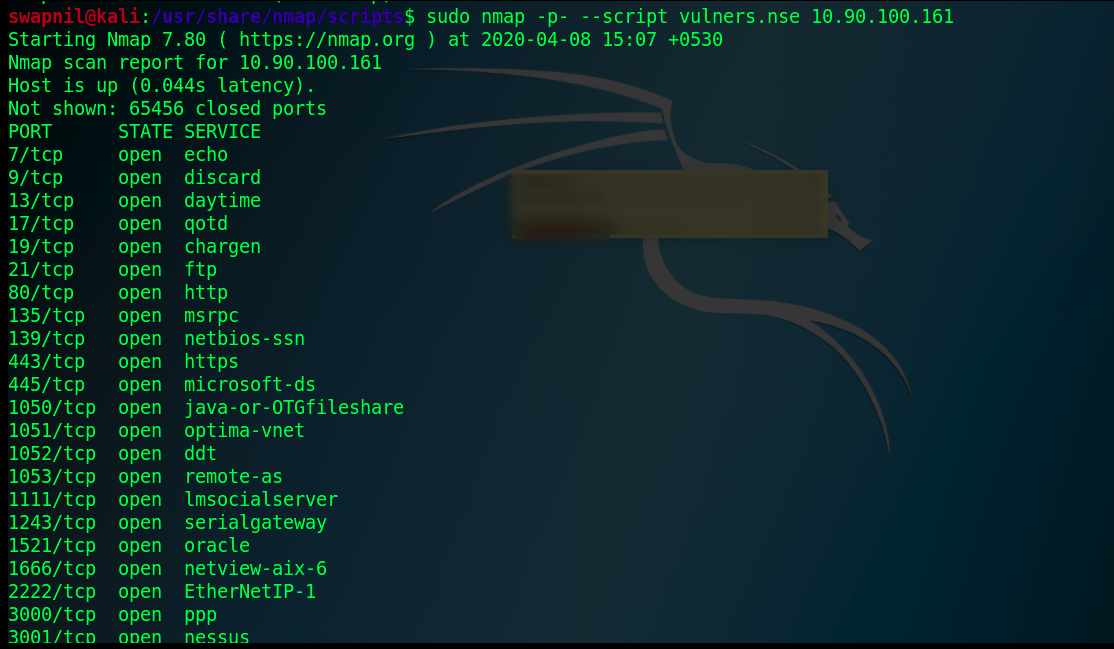 swapnil@kali:/usr/share/nmap/scripts$ sudo nmap -p- --script vulners.nse 10.90.100.161
Starting Nmap 7.80 ( https://nmap.org ) at 2020-04-08 15:07 +0530
Nmap scan report for 10.90.100.161
Host is up (0.044s latency).
Not shown: 65456 closed ports
PORT      STATE SERVICE
7/tcp     open  echo
9/tcp     open  discard
13/tcp    open  daytime
17/tcp    open  qotd
19/tcp    open  chargen
21/tcp    open  ftp
80/tcp    open  http
135/tcp   open  msrpc
139/tcp   open  netbios-ssn
443/tcp   open  https
445/tcp   open  microsoft-ds
1050/tcp  open  java-or-OTGfileshare
1051/tcp  open  optima-vnet
1052/tcp  open  ddt
1053/tcp  open  remote-as
1111/tcp  open  lmsocialserver
1243/tcp  open  serialgateway
1521/tcp  open  oracle
1666/tcp  open  netview-aix-6
2222/tcp  open  EtherNetIP-1
3000/tcp  open  ppp
3001/tcp  open  nessus